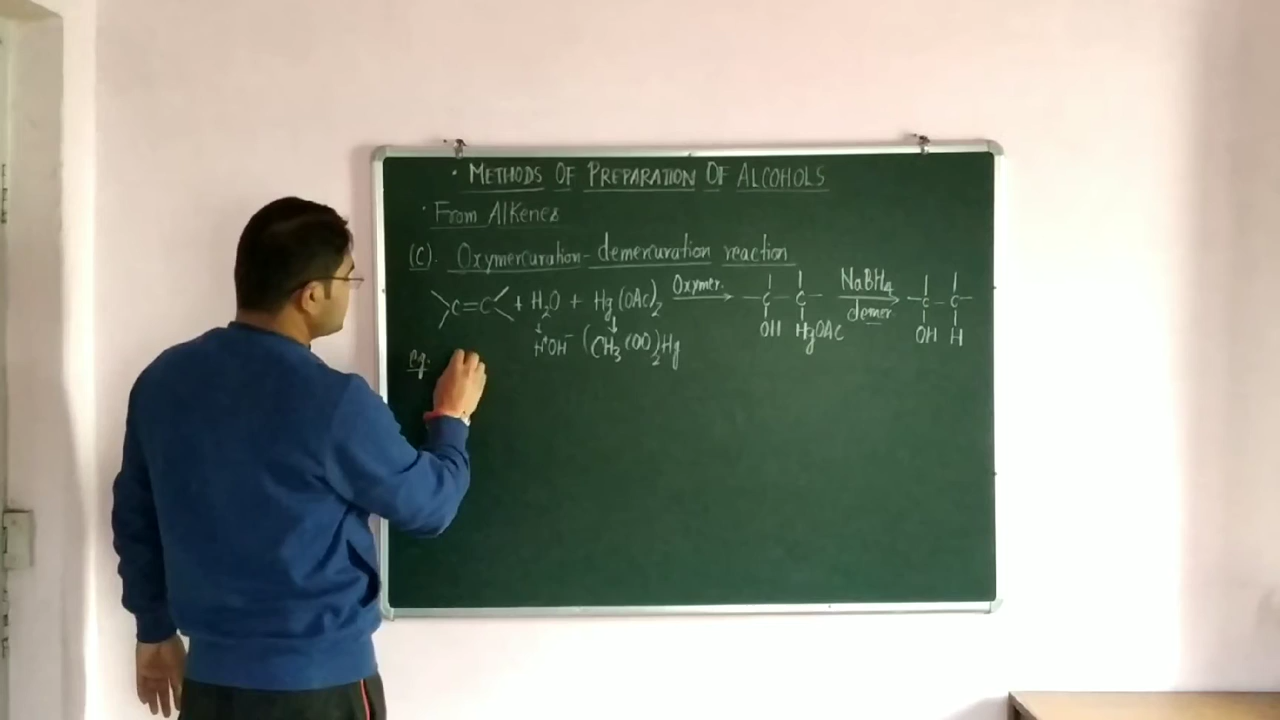 · METHODS OF PREPARATION OF ALCOHOLS
· From Alkenes
(C). Oxymercuration-demercuration reaction
C=C + H₂O + Hg(OAc)₂ Oxymer. → -C-C- NaBH₄ demer. → -C-C-
OH HgOAc OH H
H⁺OH⁻ (CH₃COO)₂Hg
eg.